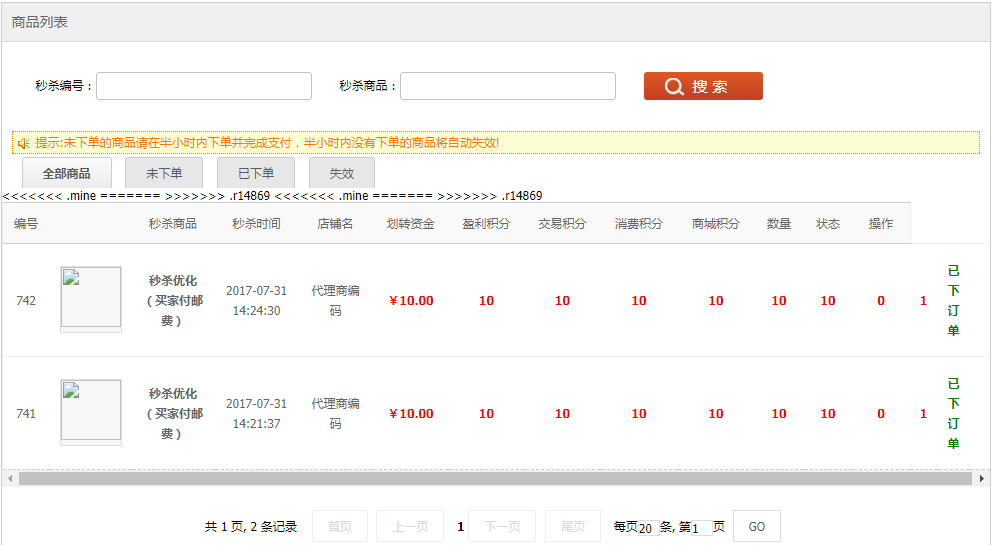 商品列表
秒杀编号： 秒杀商品： 搜 索
提示:未下单的商品请在半小时内下单并完成支付，半小时内没有下单的商品将自动失效!
全部商品 未下单 已下单 失效
<<<<<<< .mine ======= >>>>>>> .r14869 <<<<<<< .mine ======= >>>>>>> .r14869
编号 秒杀商品 秒杀时间 店铺名 划转资金 盈利积分 交易积分 消费积分 商城积分 数量 状态 操作
742 秒杀优化（买家付邮费） 2017-07-31 14:24:30 代理商编码 ￥10.00 10 10 10 10 10 10 0 1 已下订单
741 秒杀优化（买家付邮费） 2017-07-31 14:21:37 代理商编码 ￥10.00 10 10 10 10 10 10 0 1 已下订单
共 1 页, 2 条记录 首页 上一页 1 下一页 尾页 每页20条, 第1页 GO